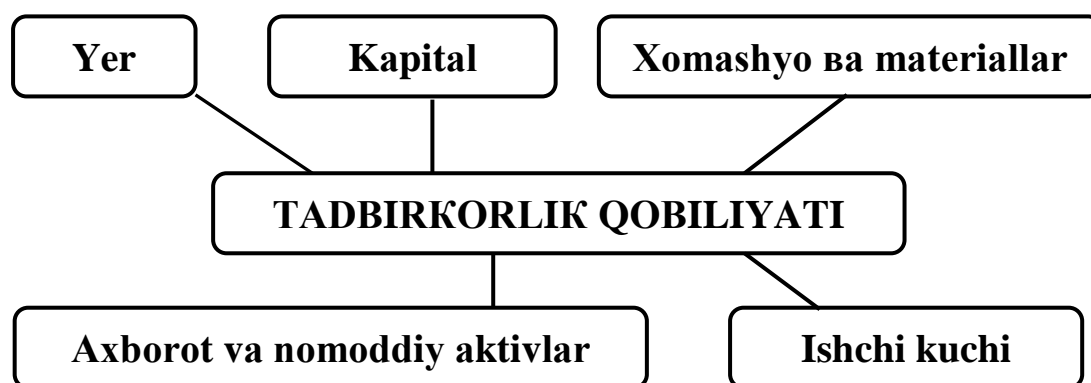 Yer
Kapital
Xomashyo ва materiallar
TADBIRКORLIК QOBILIYATI
Axborot va nomoddiy aktivlar
Ishchi kuchi